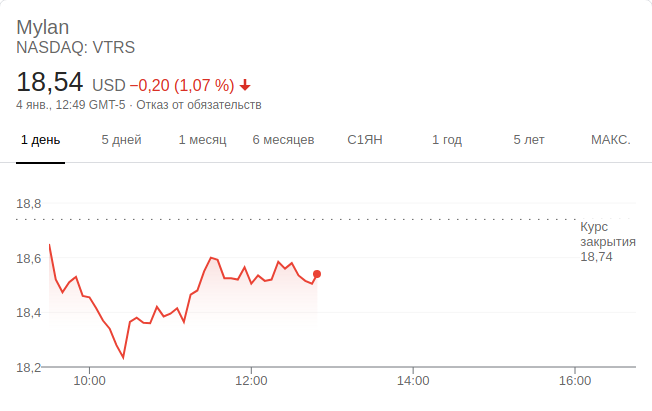 Mylan
NASDAQ: VTRS
18,54 USD −0,20 (1,07 %)
4 янв., 12:49 GMT-5 · Отказ от обязательств
1 день 5 дней 1 месяц 6 месяцев С1ЯН 1 год 5 лет МАКС.
18,8
Курс
закрытия
18,74
18,6
18,4
18,2
10:00 12:00 14:00 16:00